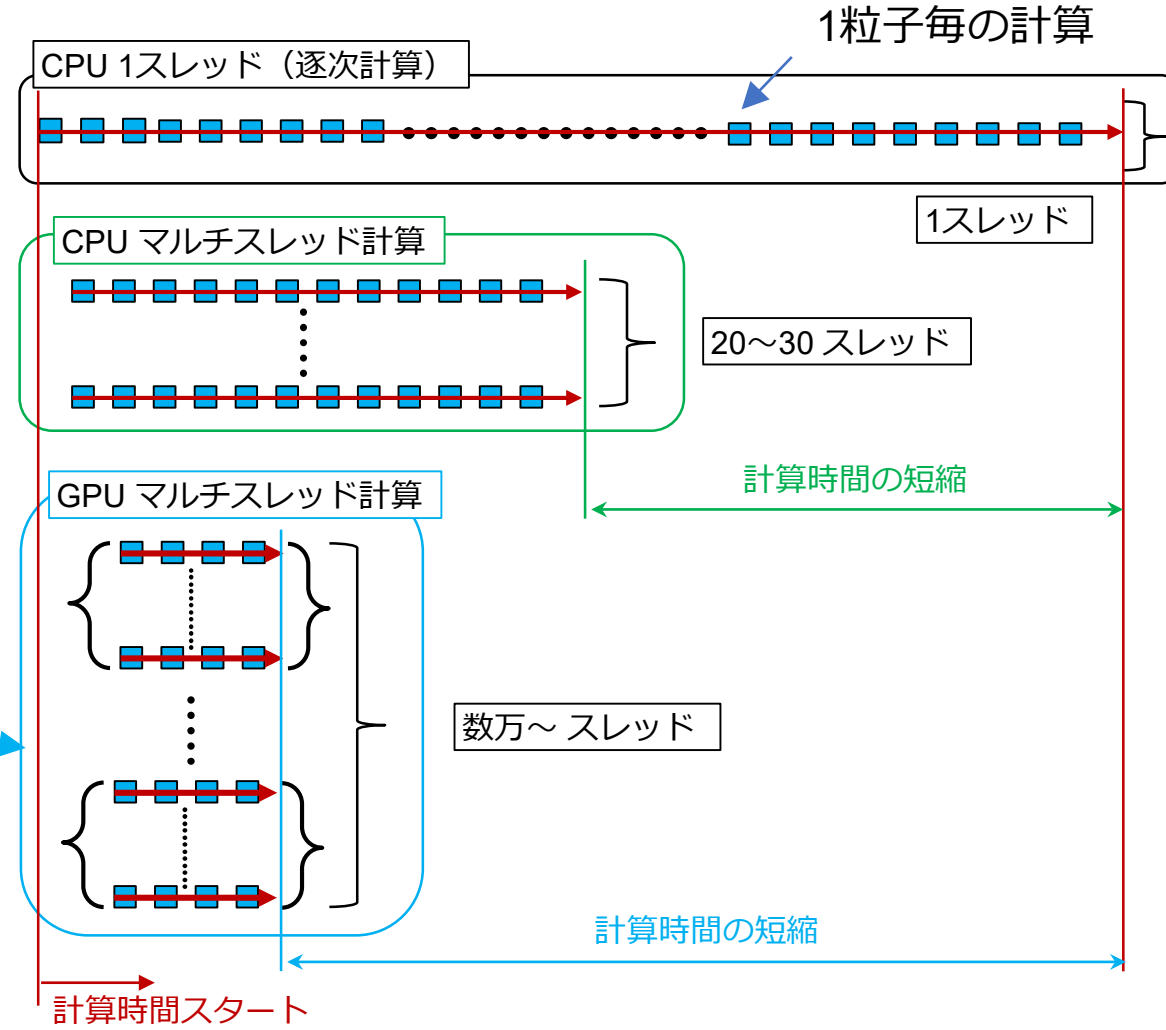 1粒子毎の計算
CPU 1スレッド（逐次計算）
1スレッド
CPU マルチスレッド計算
20～30 スレッド
計算時間の短縮
GPU マルチスレッド計算
数万～ スレッド
計算時間の短縮
計算時間スタート